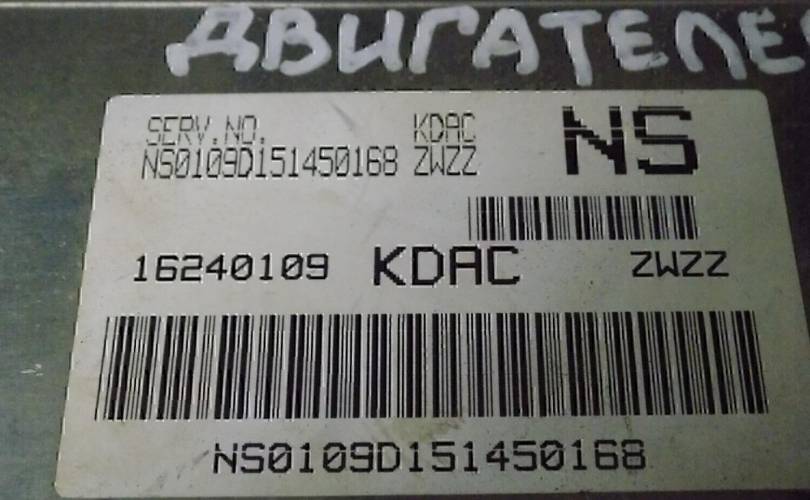 ДВИГАТЕЛЕ
SERV.NO. KDAC NS
NS0109D151450168 ZWZZ
16240109 KDAC ZWZZ
NS0109D151450168